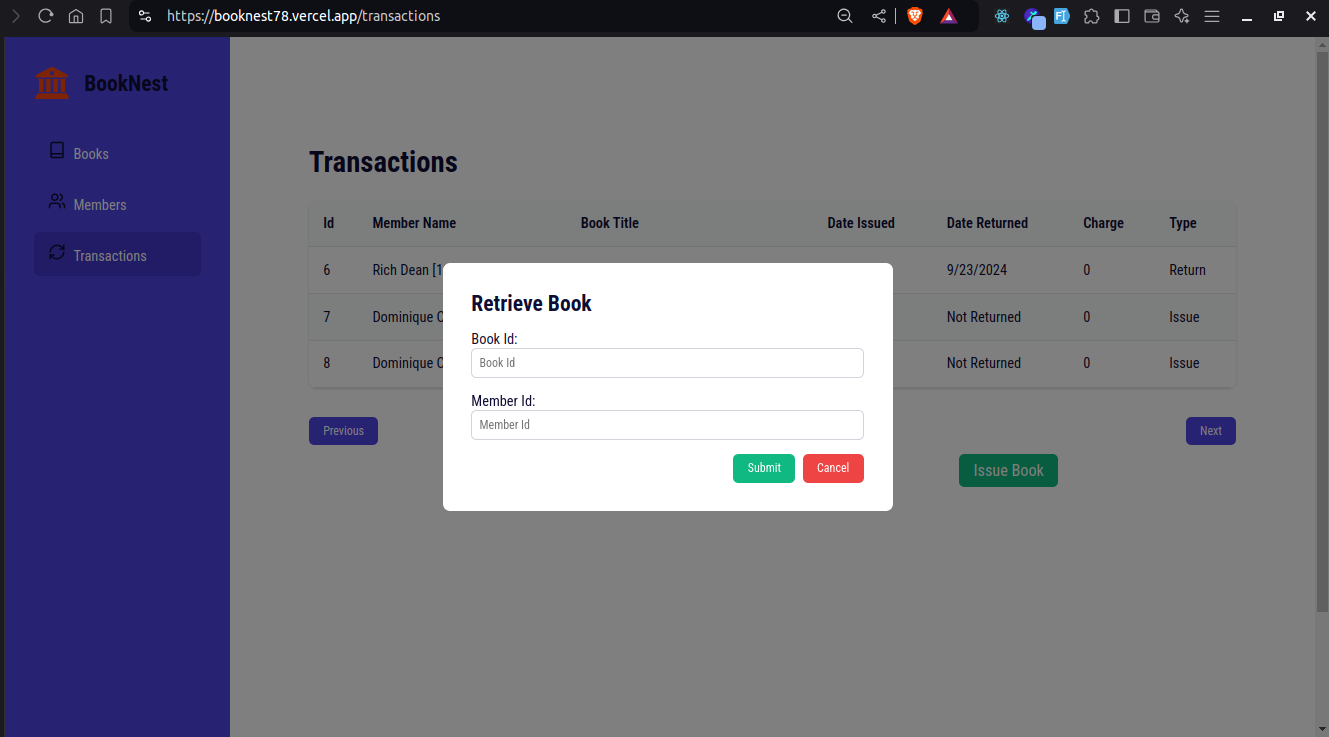 https://booknest78.vercel.app/transactions
BookNest
Books
Members
Transactions
Transactions
Id Member Name Book Title Date Issued Date Returned Charge Type
6 Rich Dean [1 9/23/2024 0 Return
7 Dominique Not Returned 0 Issue
8 Dominique Not Returned 0 Issue
Retrieve Book
Book Id:
Book Id
Member Id:
Member Id
Submit Cancel
Previous Next
Issue Book